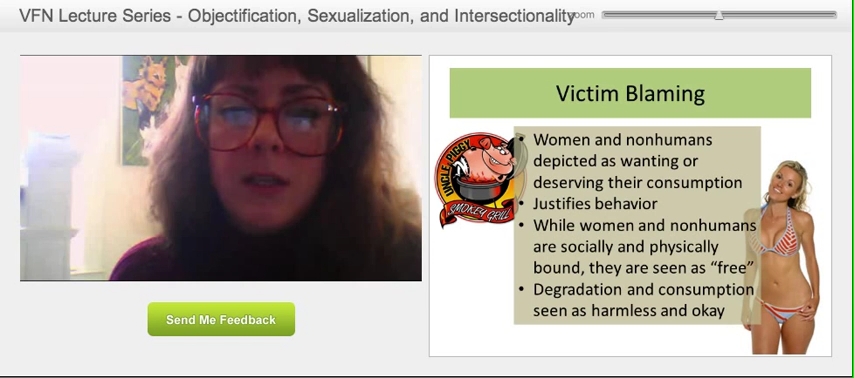 VFN Lecture Series - Objectification, Sexualization, and Intersectionality
oom
Victim Blaming
UNCLE PIGGY
SMOKEY GRILL
• Women and nonhumans
depicted as wanting or
deserving their consumption
• Justifies behavior
• While women and nonhumans
are socially and physically
bound, they are seen as “free”
• Degradation and consumption
seen as harmless and okay
Send Me Feedback